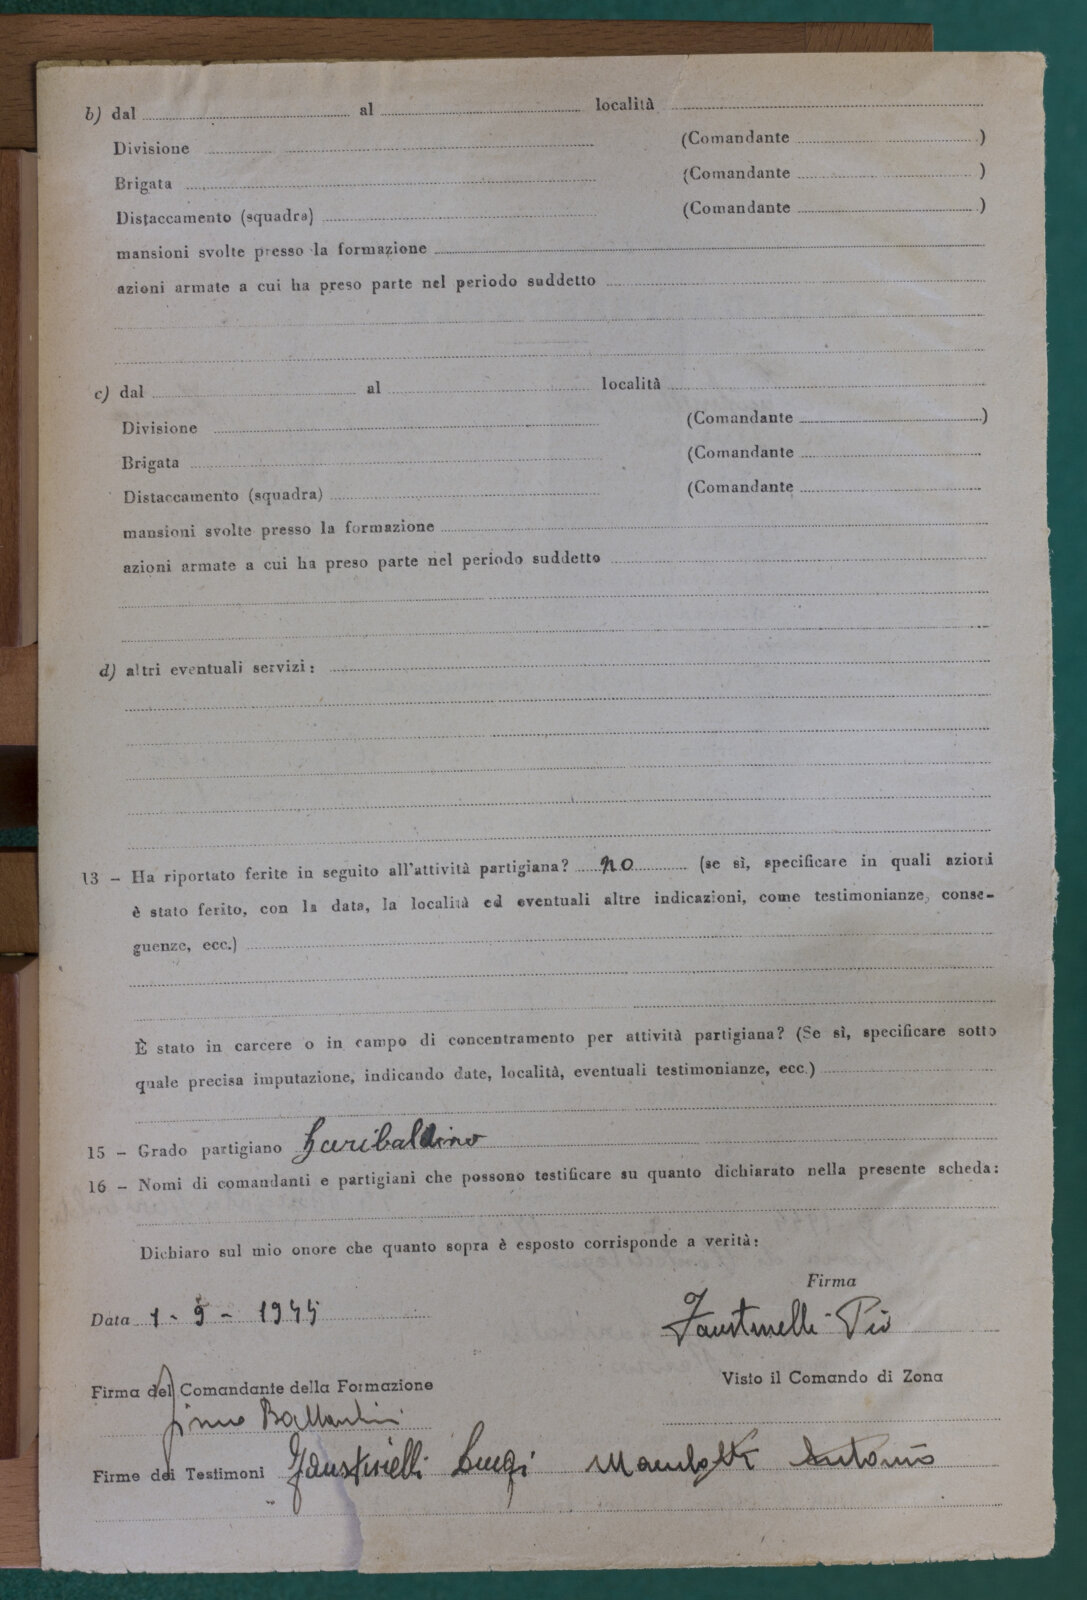 b) dal al località
Divisione (Comandante )
Brigata (Comandante )
Distaccamento (squadra) (Comandante )
mansioni svolte presso la formazione
azioni armate a cui ha preso parte nel periodo suddetto
c) dal al località
Divisione (Comandante )
Brigata (Comandante
Distaccamento (squadra) (Comandante
mansioni svolte presso la formazione
azioni armate a cui ha preso parte nel periodo suddetto
d) altri eventuali servizi:
13 - Ha riportato ferite in seguito all'attività partigiana? no (se sì, specificare in quali azioni
è stato ferito, con la data, la località ed eventuali altre indicazioni, come testimonianze, conse-
guenze, ecc.)
È stato in carcere o in campo di concentramento per attività partigiana? (Se sì, specificare sotto
quale precisa imputazione, indicando date, località, eventuali testimonianze, ecc.)
15 - Grado partigiano Garibaldino
16 - Nomi di comandanti e partigiani che possono testificare su quanto dichiarato nella presente scheda:
Dichiaro sul mio onore che quanto sopra è esposto corrisponde a verità:
Firma
Data 1 - 9 - 1945 Faustinelli Pio
Firma del Comandante della Formazione Visto il Comando di Zona
Firme dei Testimoni Faustinelli Luigi Antonio